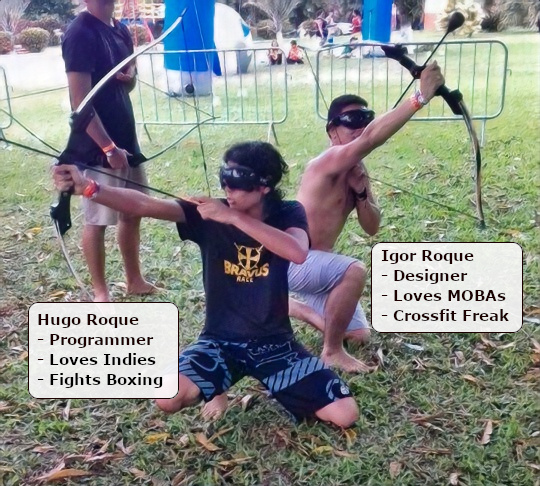 BRAVUS
RACE
Hugo Roque
- Programmer
- Loves Indies
- Fights Boxing
Igor Roque
- Designer
- Loves MOBAs
- Crossfit Freak